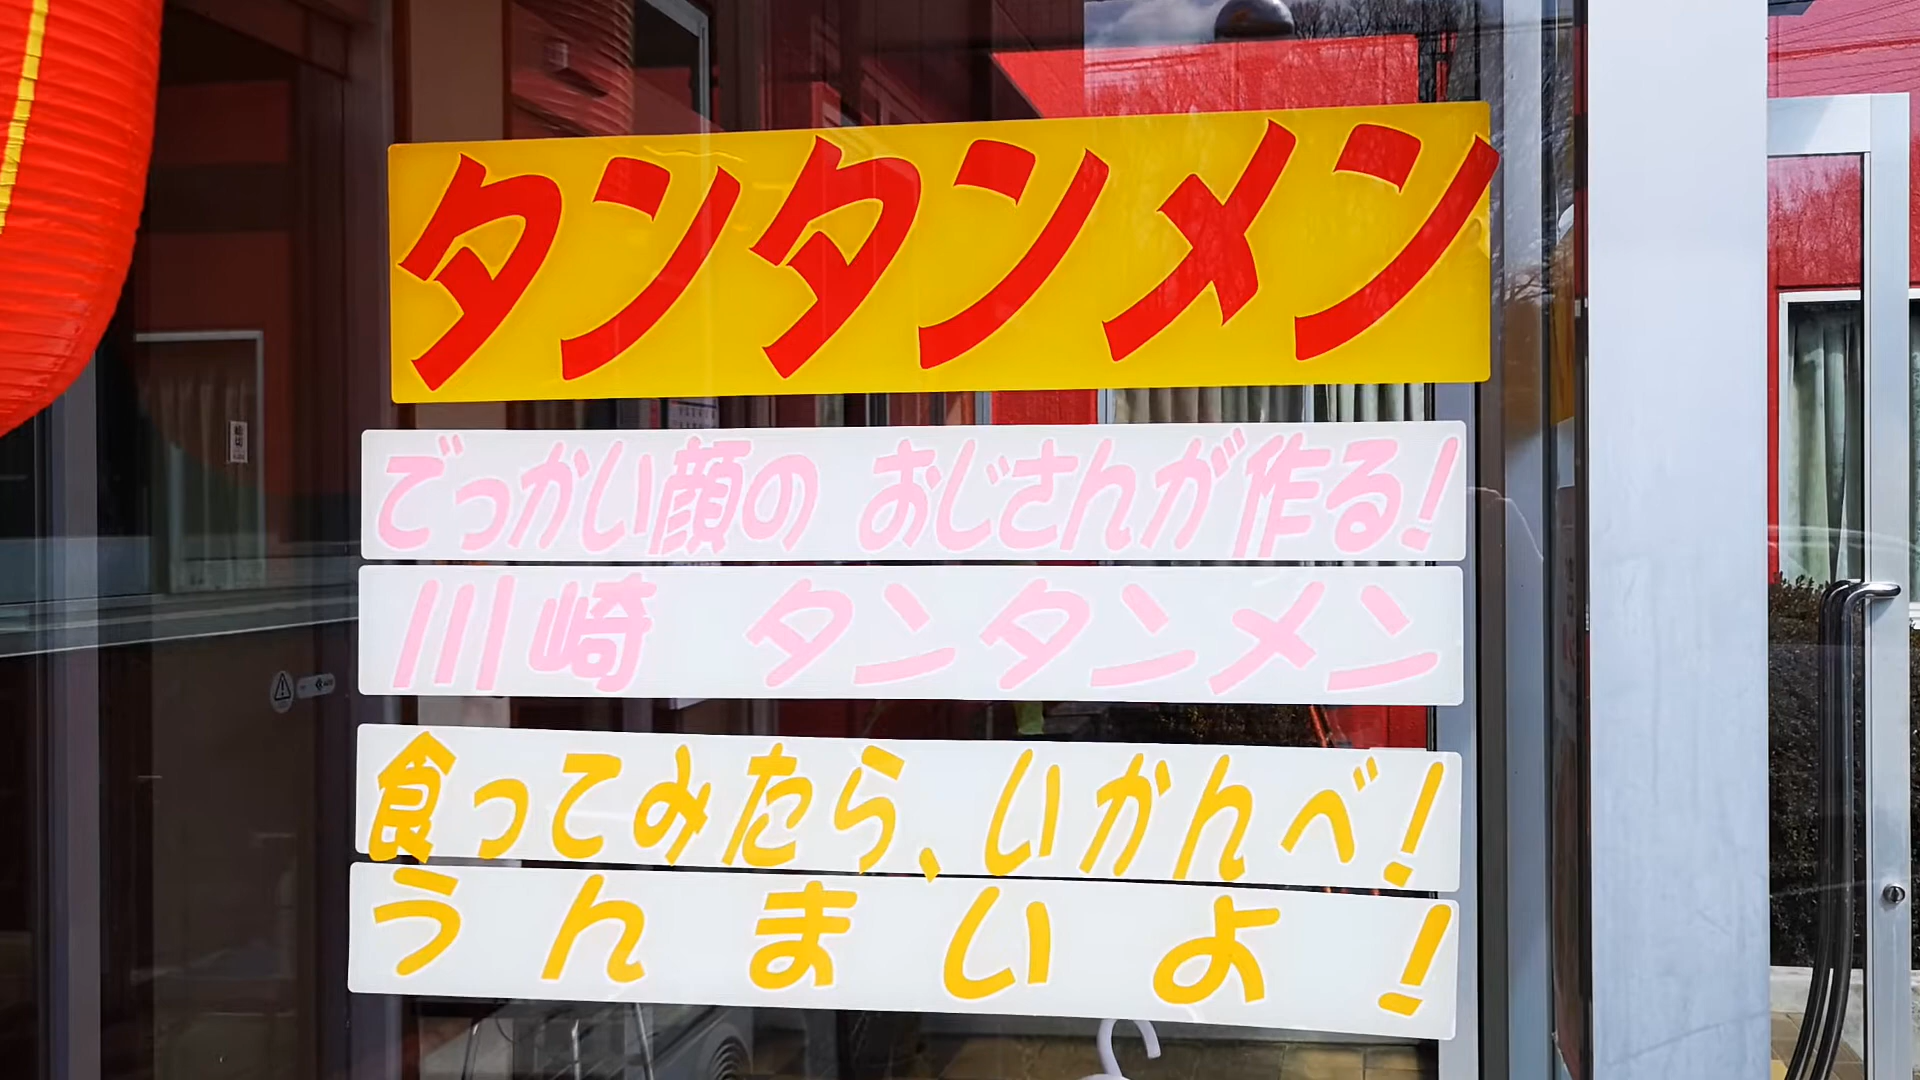 タンタンメン
でっかい顔の おじさんが作る!
川崎 タンタンメン
食ってみたら、いかんべ!
うんまいよ!